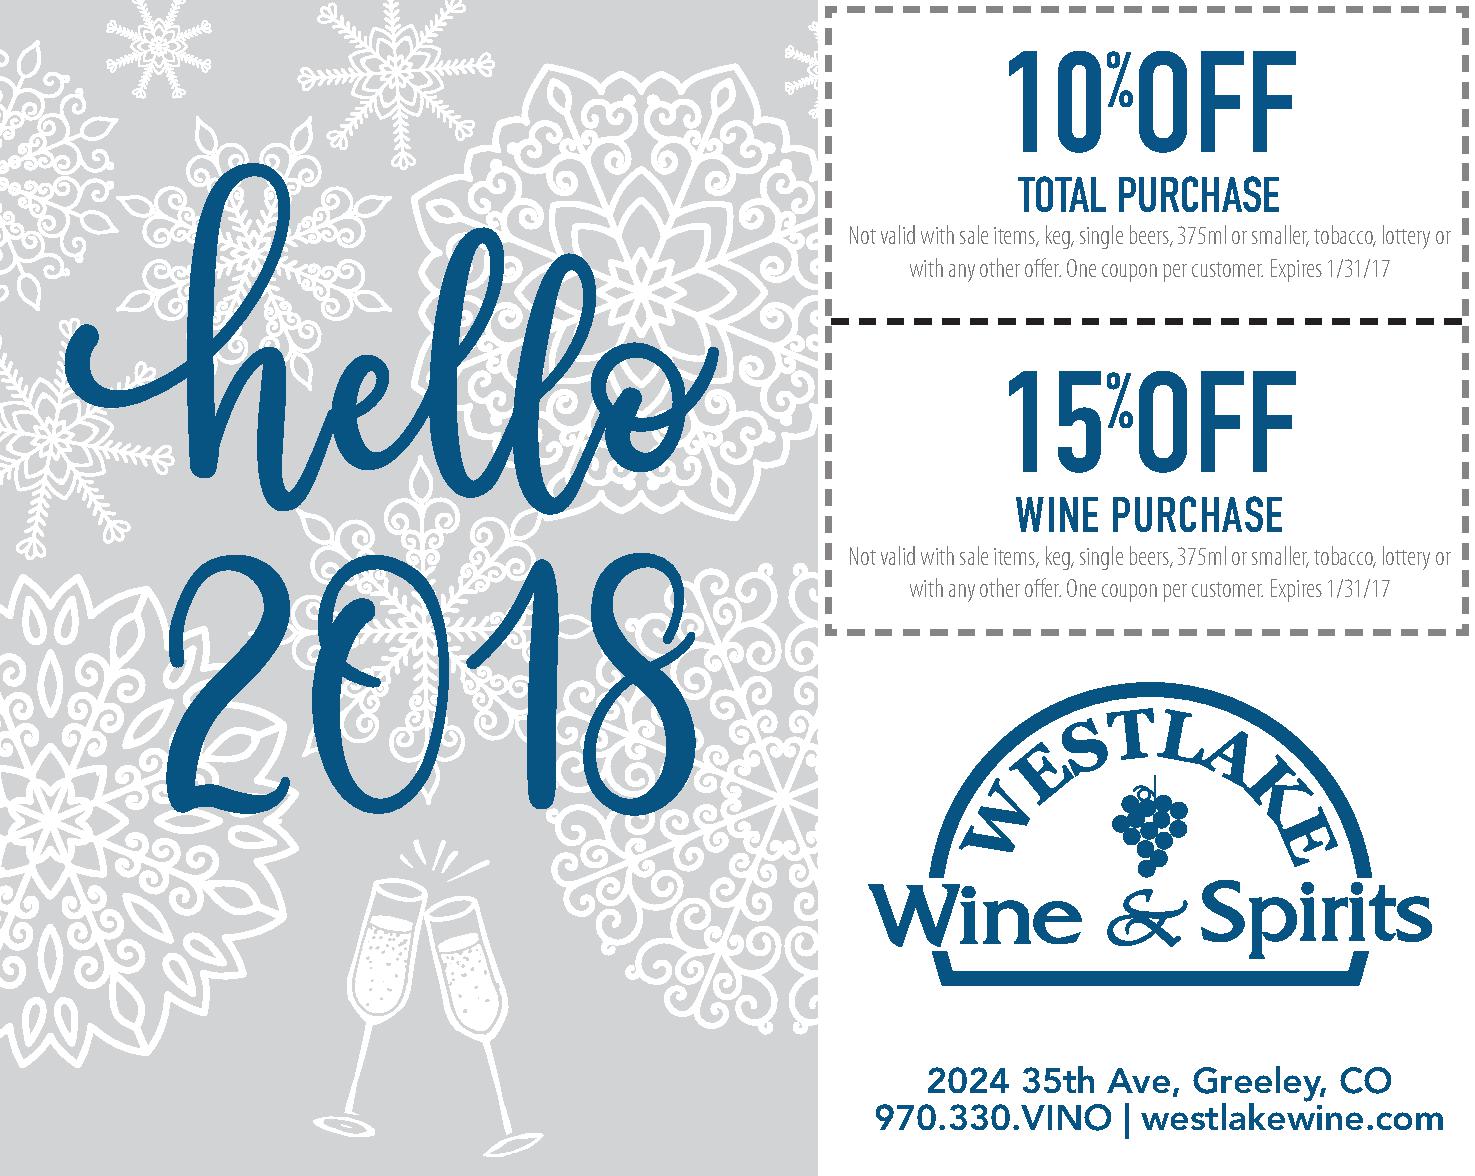 hello
2018
10% OFF
TOTAL PURCHASE
Not valid with sale items, keg, single beers, 375ml or smaller, tobacco, lottery or
with any other offer. One coupon per customer. Expires 1/31/17
15% OFF
WINE PURCHASE
Not valid with sale items, keg, single beers, 375ml or smaller, tobacco, lottery or
with any other offer. One coupon per customer. Expires 1/31/17
WESTLAKE
Wine & Spirits
2024 35th Ave, Greeley, CO
970.330.VINO | westlakewine.com